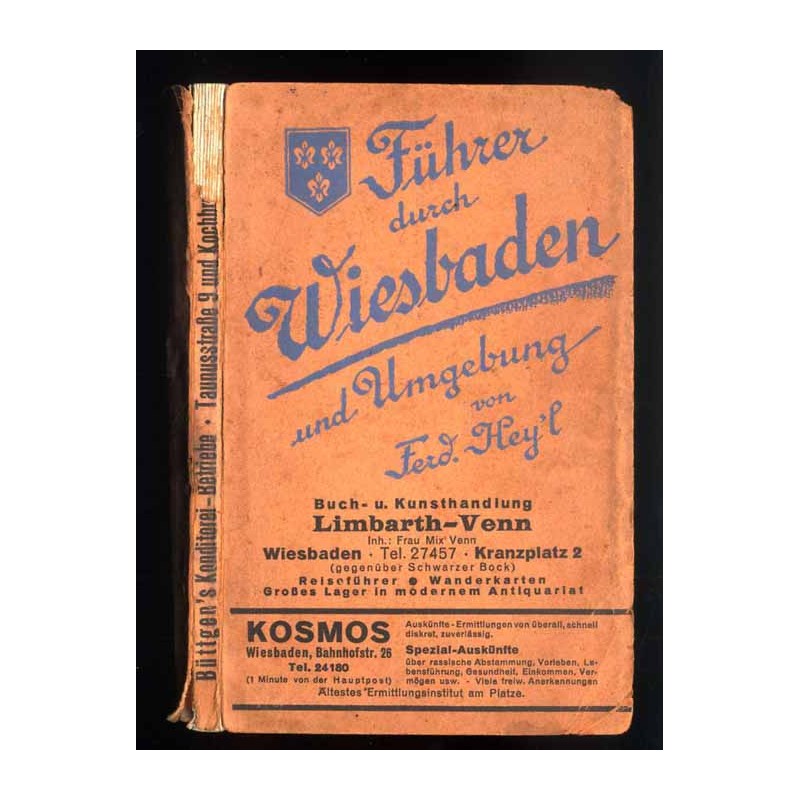 Führer
durch
Wiesbaden
und Umgebung
von
Ferd. Hey'l
Buch- u. Kunsthandlung
Limbarth-Venn
Inh.: Frau Mix Venn
Wiesbaden · Tel. 27457 · Kranzplatz 2
(gegenüber Schwarzer Bock)
Reiseführer ● Wanderkarten
Großes Lager in modernem Antiquariat
KOSMOS
Wiesbaden, Bahnhofstr. 26
Tel. 24180
(1 Minute von der Hauptpost)
Auskünfte - Ermittlungen von überall, schnell
diskret, zuverlässig.
Spezial-Auskünfte
über rassische Abstammung, Vorleben, Le-
bensführung, Gesundheit, Einkommen, Ver-
mögen usw. - Viele freiw. Anerkennungen
Ältestes Ermittlungsinstitut am Platze.
Büttgen's Konditorei-Betriebe · Taunusstraße 9 und Kochbr